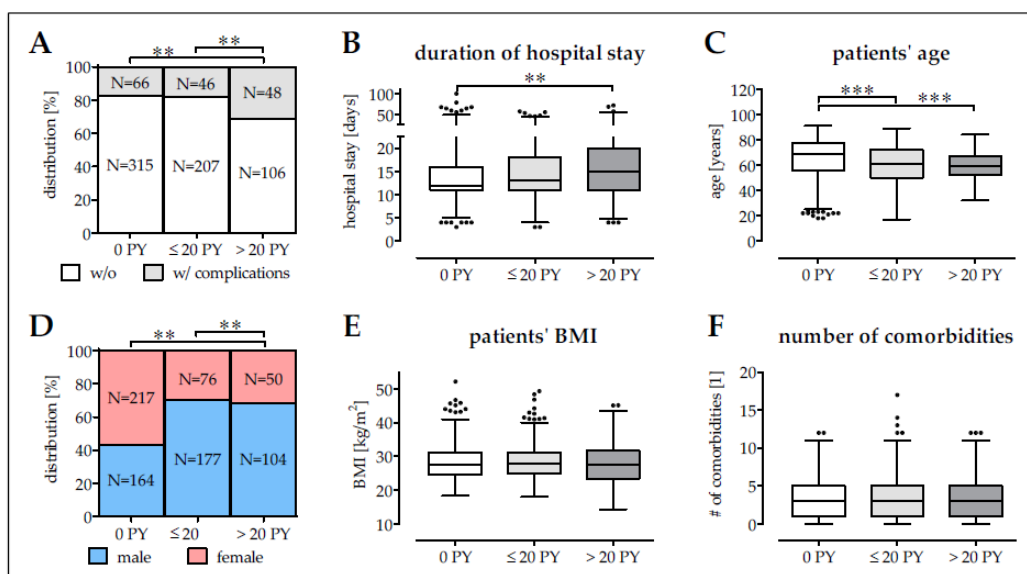 A
** **
100
80
60
40
20
0
distribution [%]
N=66 N=46 N=48
N=315 N=207 N=106
0 PY ≤ 20 PY > 20 PY
w/o w/ complications
B duration of hospital stay
**
100
50
20
15
10
5
0
hospital stay [days]
0 PY ≤ 20 PY > 20 PY
C patients' age
*** ***
120
100
80
60
40
20
0
age [years]
0 PY ≤ 20 PY > 20 PY
D
** **
100
80
60
40
20
0
distribution [%]
N=217 N=76 N=50
N=164 N=177 N=104
0 PY ≤ 20 > 20 PY
male female
E patients' BMI
50
40
30
20
10
BMI [kg/m²]
0 PY ≤ 20 PY > 20 PY
F number of comorbidities
20
15
10
5
0
# of comorbidities [1]
0 PY ≤ 20 PY > 20 PY